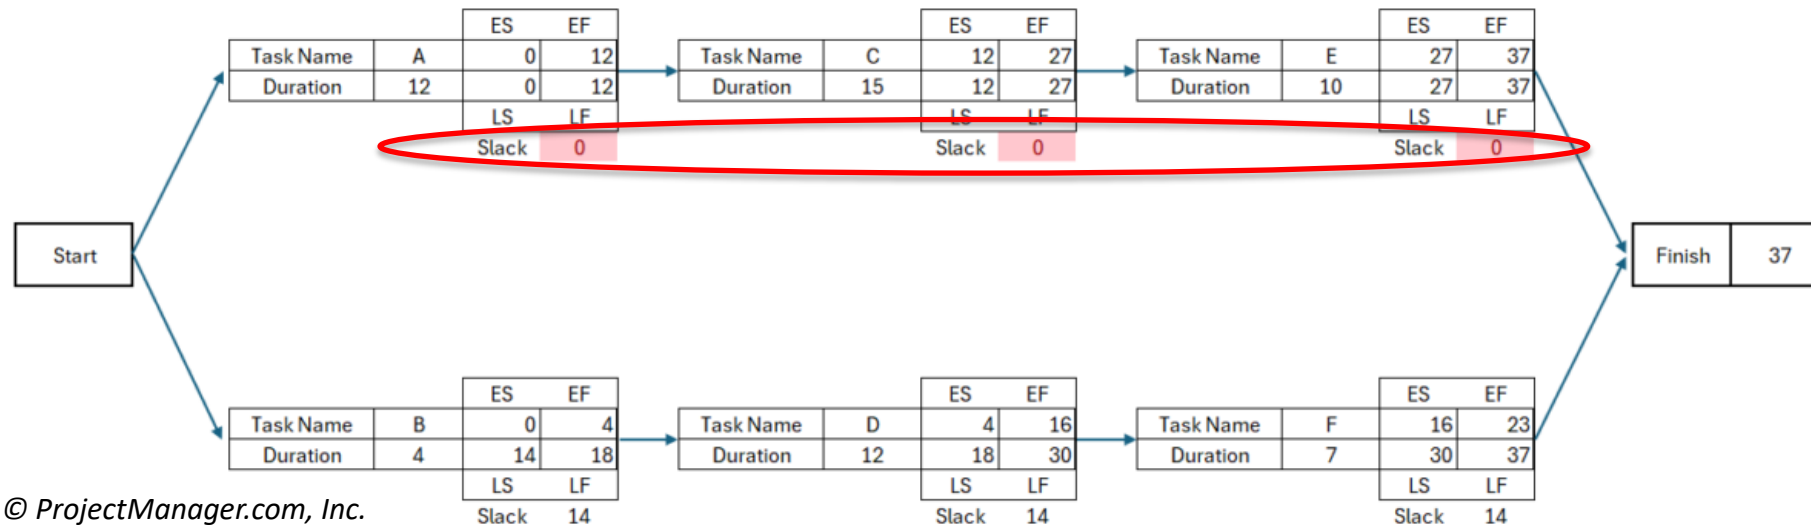 ES EF ES EF ES EF
Task Name A 0 12 Task Name C 12 27 Task Name E 27 37
Duration 12 0 12 Duration 15 12 27 Duration 10 27 37
LS LF LS LF LS LF
Slack 0 Slack 0 Slack 0
Start Finish 37
ES EF ES EF ES EF
Task Name B 0 4 Task Name D 4 16 Task Name F 16 23
Duration 4 14 18 Duration 12 18 30 Duration 7 30 37
LS LF LS LF LS LF
© ProjectManager.com, Inc. Slack 14 Slack 14 Slack 14